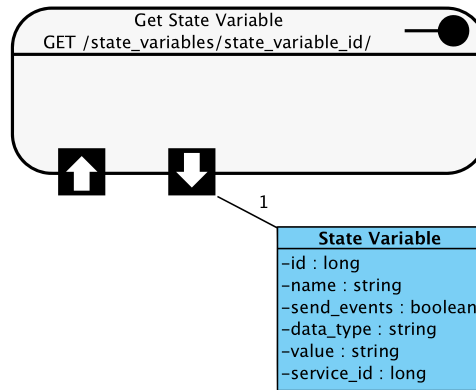 Get State Variable
GET /state_variables/state_variable_id/
1
State Variable
-id : long
-name : string
-send_events : boolean
-data_type : string
-value : string
-service_id : long